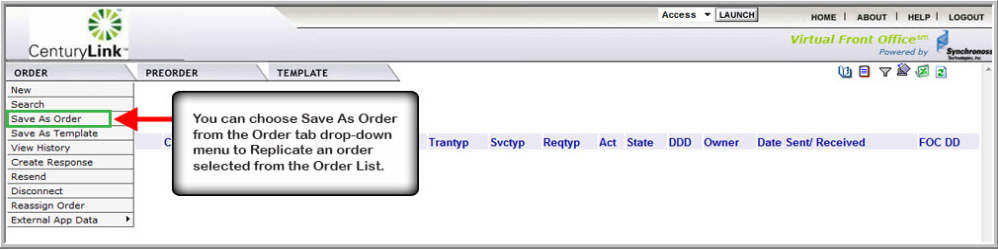 Access LAUNCH HOME | ABOUT | HELP | LOGOUT
CenturyLink™
Virtual Front Office℠
Powered by Synchronoss
Technologies, Inc.
ORDER PREORDER TEMPLATE
New
Search
Save As Order
Save As Template
View History
Create Response
Resend
Disconnect
Reassign Order
External App Data
You can choose Save As Order
from the Order tab drop-down
menu to Replicate an order
selected from the Order List.
C Trantyp Svctyp Reqtyp Act State DDD Owner Date Sent/ Received FOC DD